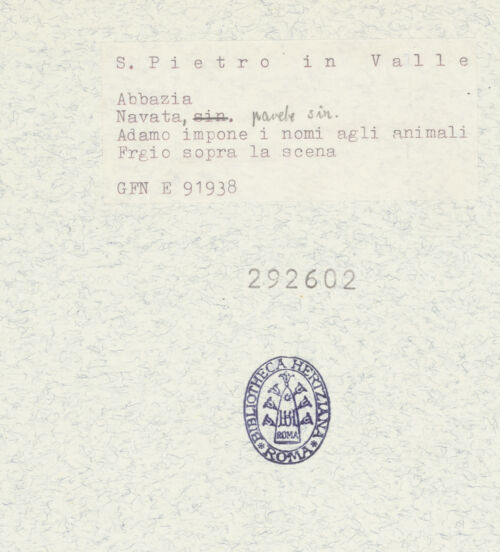 S. Pietro in Valle
Abbazia
Navata, sin. parete sin.
Adamo impone i nomi agli animali
Frgio sopra la scena
GFN E 91938
292602
BIBLIOTHECA HERTZIANA
ROMA
* ROMA *